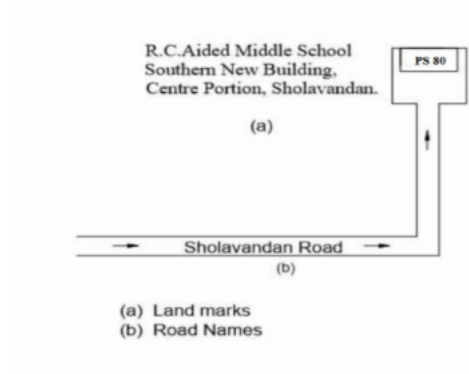 R.C.Aided Middle School
Southern New Building,
Centre Portion, Sholavandan.
PS 80
(a)
Sholavandan Road
(b)
(a) Land marks
(b) Road Names